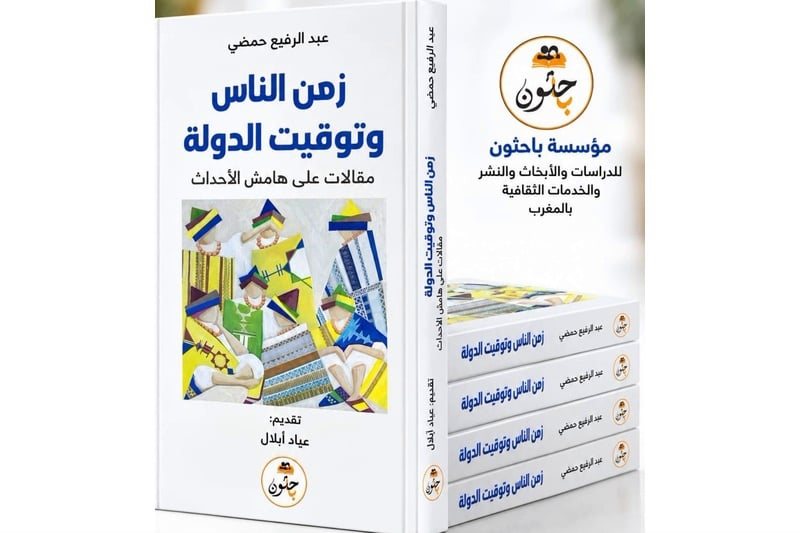 عبد الرفيع حمضي
زمن الناس
وتوقيت الدولة
مقالات على هامش الأحداث
تقديم:
عياد أبلال
باحثون
عبد الرفيع حمضي
زمن الناس وتوقيت الدولة
مقالات على هامش الأحداث
تقديم: عياد أبلال
باحثون
باحثون
مؤسسة باحثون
للدراسات والأبخاث والنشر
والخدمات الثقافية
بالمغرب
عبد الرفيع حمضي زمن الناس وتوقيت الدولة
عبد الرفيع حمضي زمن الناس وتوقيت الدولة
عبد الرفيع حمضي زمن الناس وتوقيت الدولة
عبد الرفيع حمضي زمن الناس وتوقيت الدولة